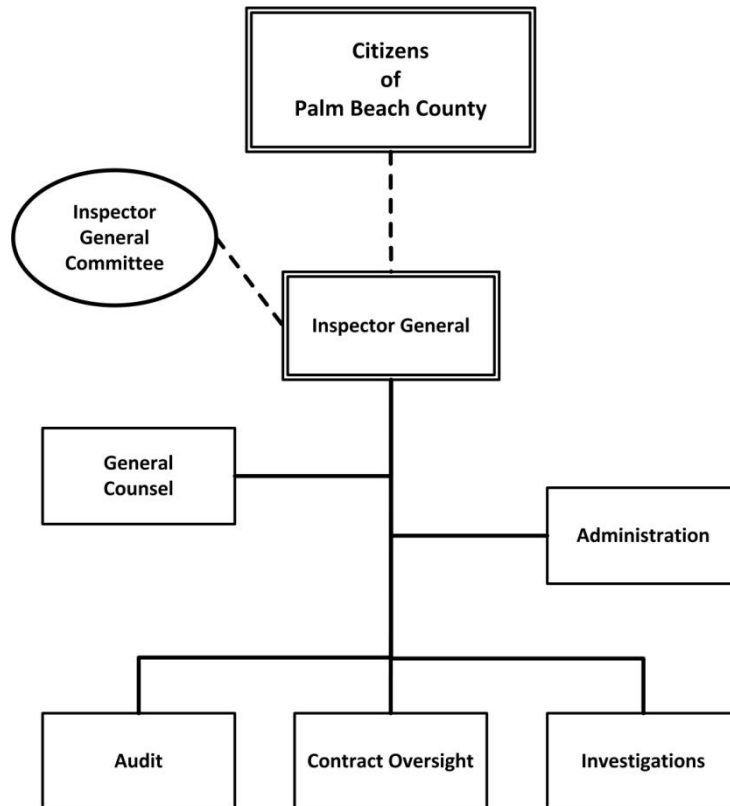 Citizens
of
Palm Beach County
Inspector
General
Committee
Inspector General
General
Counsel
Administration
Audit
Contract Oversight
Investigations